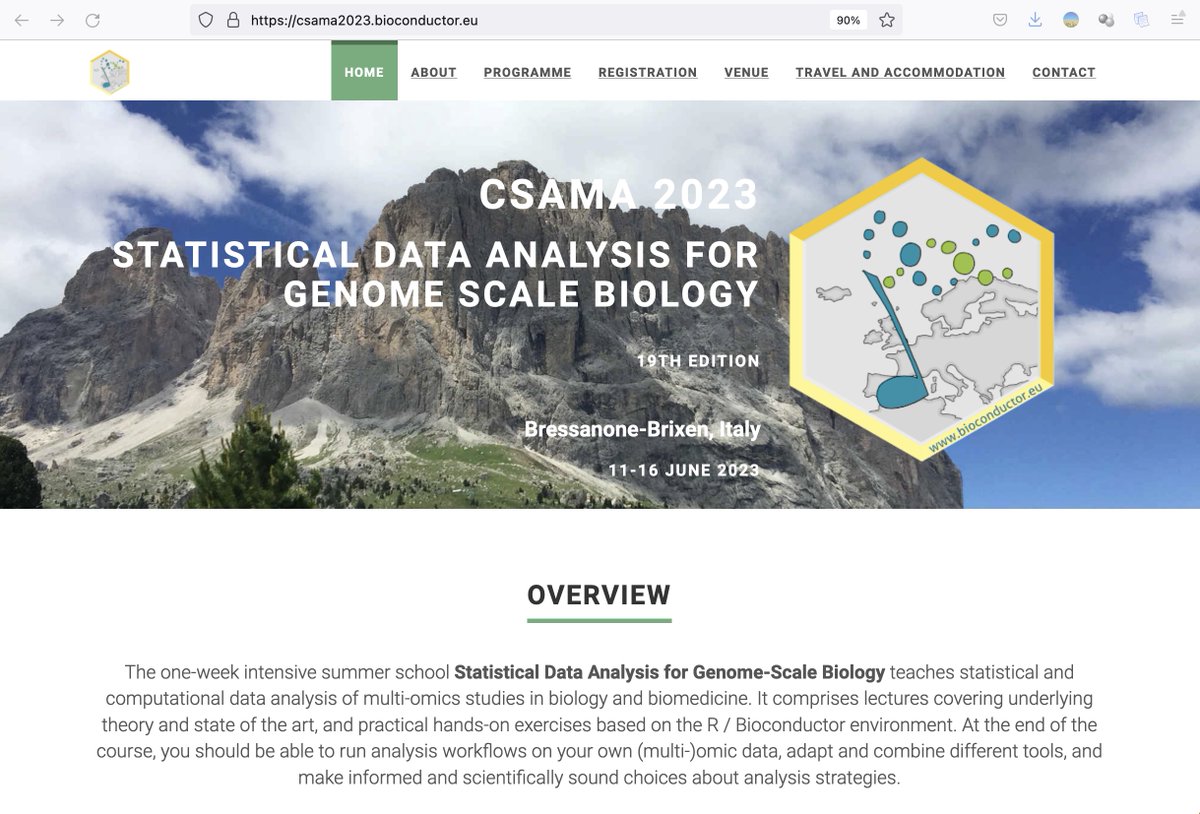 https://csama2023.bioconductor.eu
90%
HOME
ABOUT
PROGRAMME
REGISTRATION
VENUE
TRAVEL AND ACCOMMODATION
CONTACT
CSAMA 2023
STATISTICAL DATA ANALYSIS FOR
GENOME SCALE BIOLOGY
19TH EDITION
Bressanone-Brixen, Italy
11-16 JUNE 2023
www.bioconductor.eu
OVERVIEW
The one-week intensive summer school Statistical Data Analysis for Genome-Scale Biology teaches statistical and
computational data analysis of multi-omics studies in biology and biomedicine. It comprises lectures covering underlying
theory and state of the art, and practical hands-on exercises based on the R / Bioconductor environment. At the end of the
course, you should be able to run analysis workflows on your own (multi-)omic data, adapt and combine different tools, and
make informed and scientifically sound choices about analysis strategies.